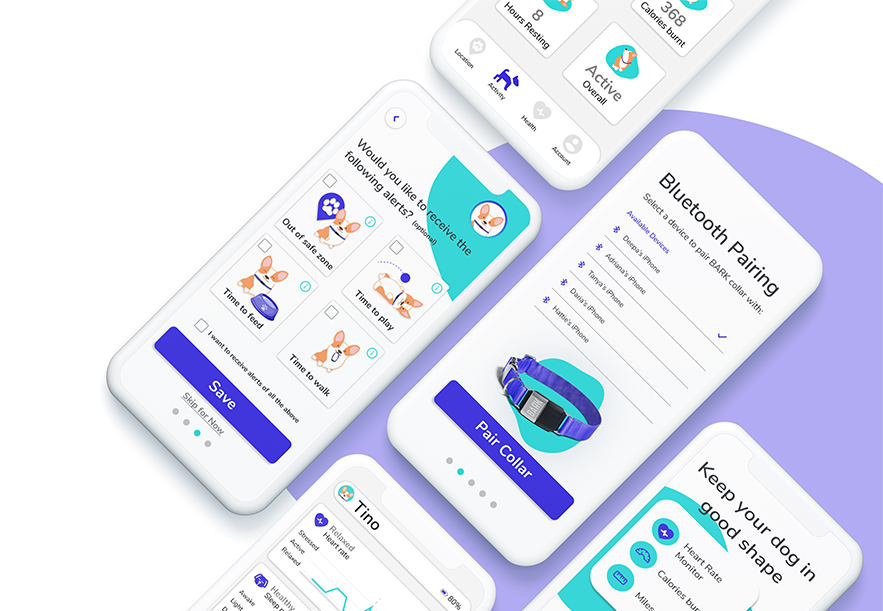 8
Hours Resting
368
Calories burnt
Active
Overall
Location
Activity
Health
Account
Would you like to receive the
following alerts? (optional)
Out of safe zone
Time to play
Time to feed
Time to walk
I want to receive alerts of all the above
Save
Skip for Now
Bluetooth Pairing
Select a device to pair BARK collar with:
Available Devices
Deepa's iPhone
Adriana's iPhone
Tanya's iPhone
Daria's iPhone
Hattie's iPhone
Pair Collar
Tino
80%
Relaxed
Heart rate
Stressed
Active
Relaxed
Healthy
Awake
Light
Keep your dog in
good shape
Heart Rate
Monitor
Calories
Miles